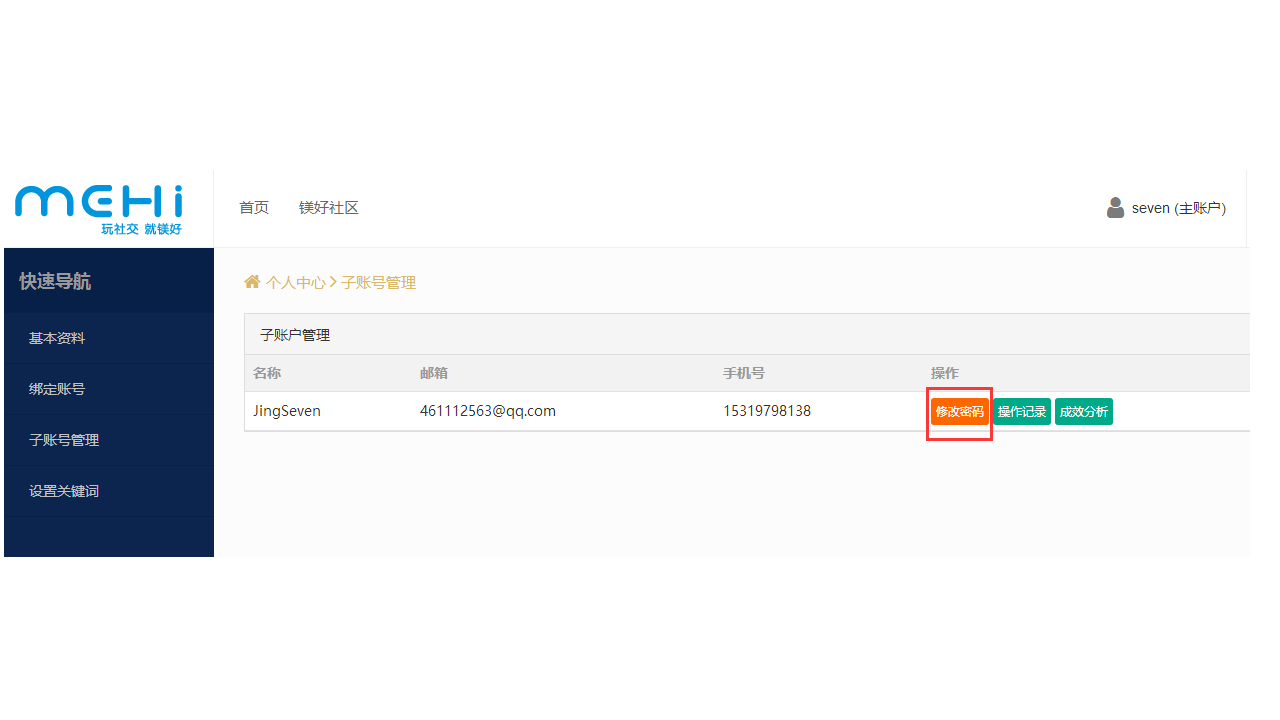 MEHi
玩社交 就镁好
首页 镁好社区 seven (主账户)
快速导航
基本资料
绑定账号
子账号管理
设置关键词
个人中心 > 子账号管理
子账户管理
名称 邮箱 手机号 操作
JingSeven 461112563@qq.com 15319798138 修改密码 操作记录 成效分析